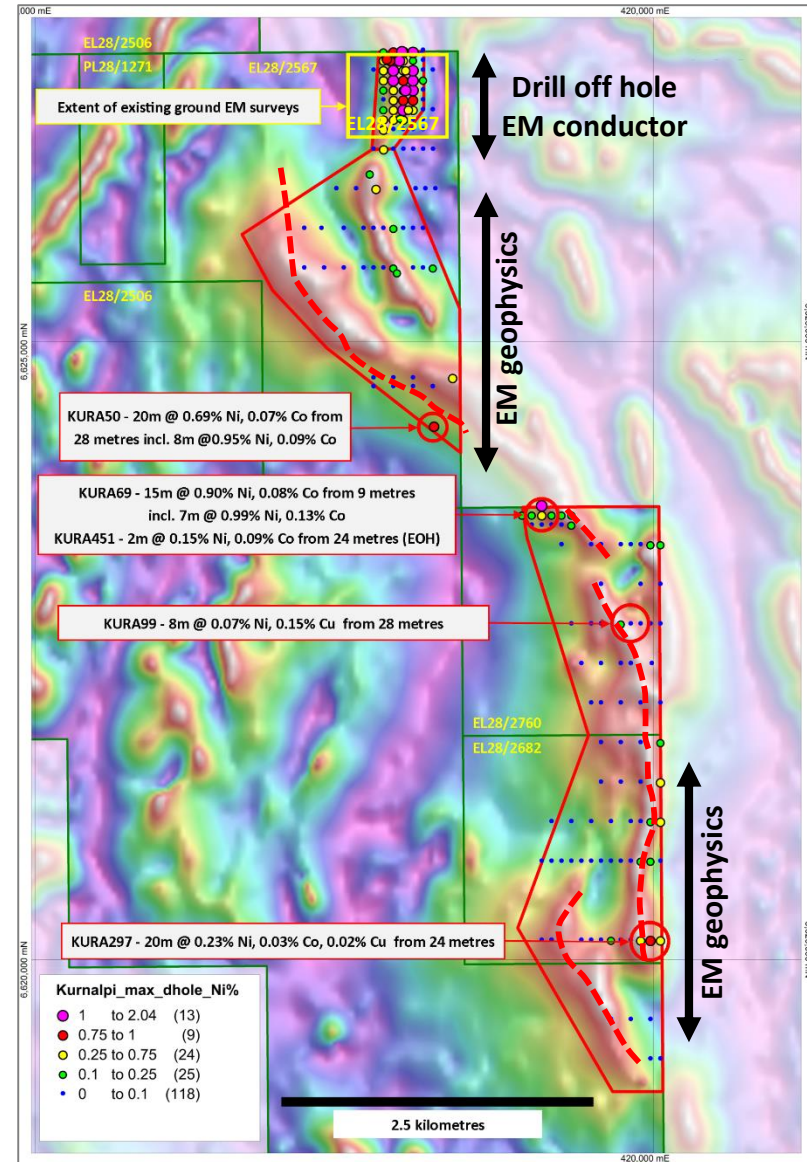 000 mE
420,000 mE
EL28/2506
PL28/1271
EL28/2567
Extent of existing ground EM surveys
EL28/2567
Drill off hole
EM conductor
EM geophysics
EL28/2506
6,625,000 mN
KURA50 - 20m @ 0.69% Ni, 0.07% Co from
28 metres incl. 8m @0.95% Ni, 0.09% Co
KURA69 - 15m @ 0.90% Ni, 0.08% Co from 9 metres
incl. 7m @ 0.99% Ni, 0.13% Co
KURA451 - 2m @ 0.15% Ni, 0.09% Co from 24 metres (EOH)
KURA99 - 8m @ 0.07% Ni, 0.15% Cu from 28 metres
EL28/2760
EL28/2682
EM geophysics
KURA297 - 20m @ 0.23% Ni, 0.03% Co, 0.02% Cu from 24 metres
6,620,000 mN
Kurnalpi_max_dhole_Ni%
1 to 2.04 (13)
0.75 to 1 (9)
0.25 to 0.75 (24)
0.1 to 0.25 (25)
0 to 0.1 (118)
2.5 kilometres
420,000 mE